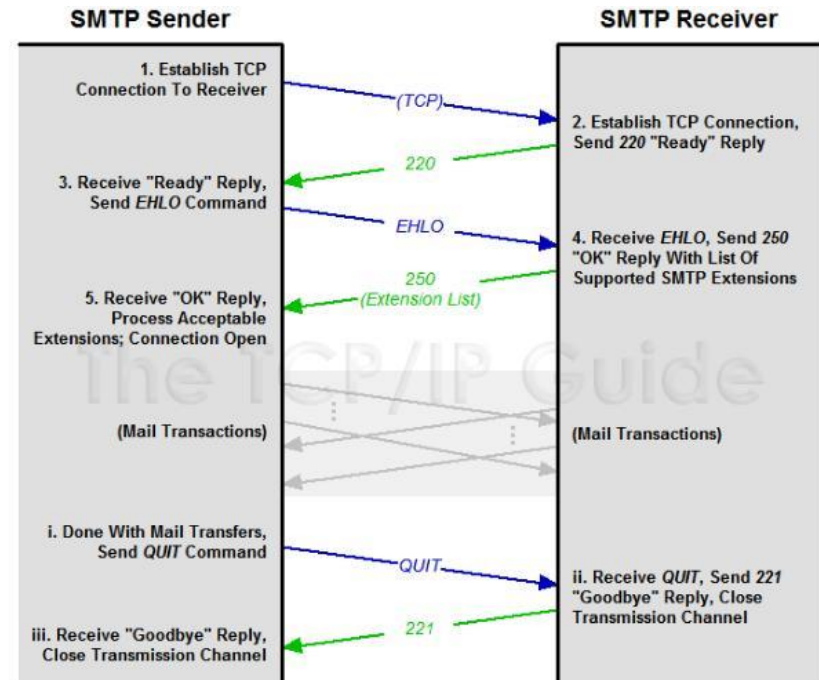 SMTP Sender
SMTP Receiver
1. Establish TCP
Connection To Receiver
(TCP)
2. Establish TCP Connection,
Send 220 "Ready" Reply
220
3. Receive "Ready" Reply,
Send EHLO Command
EHLO
4. Receive EHLO, Send 250
"OK" Reply With List Of
Supported SMTP Extensions
250
(Extension List)
5. Receive "OK" Reply,
Process Acceptable
Extensions; Connection Open
The TCP/IP Guide
(Mail Transactions)
(Mail Transactions)
i. Done With Mail Transfers,
Send QUIT Command
QUIT
ii. Receive QUIT, Send 221
"Goodbye" Reply, Close
Transmission Channel
221
iii. Receive "Goodbye" Reply,
Close Transmission Channel